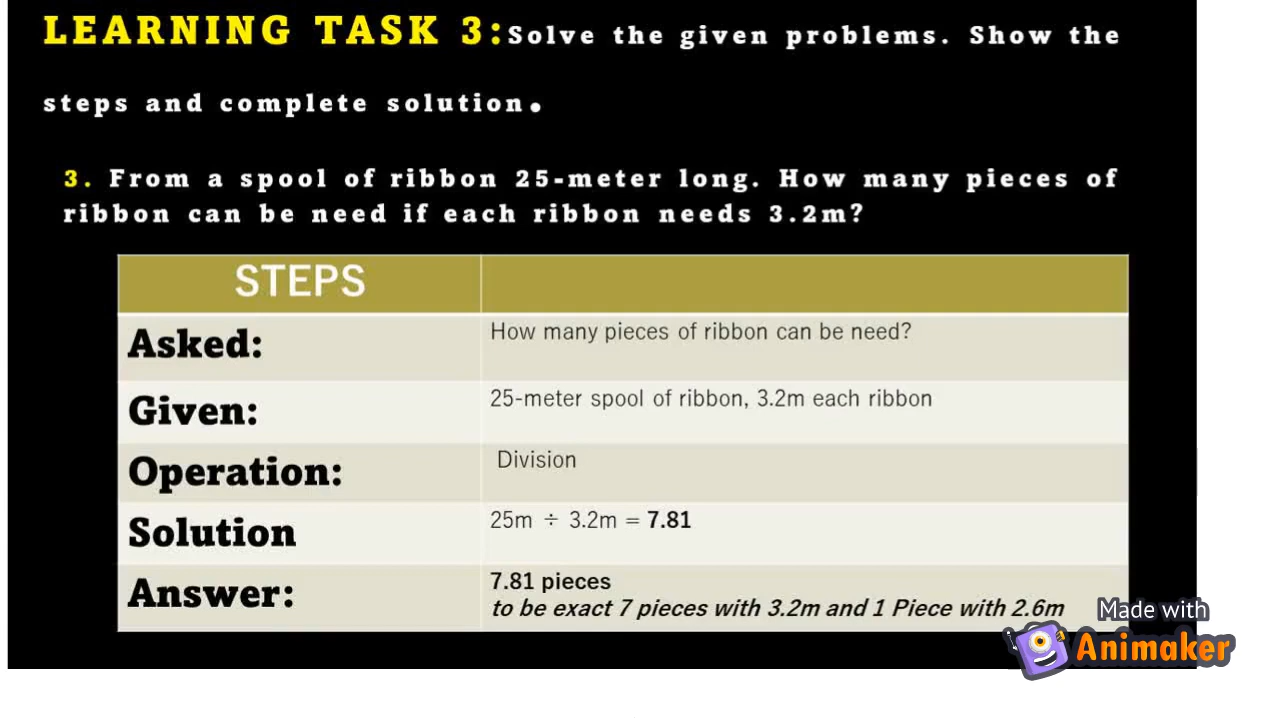 LEARNING TASK 3:Solve the given problems. Show the
steps and complete solution.
3. From a spool of ribbon 25-meter long. How many pieces of
ribbon can be need if each ribbon needs 3.2m?
STEPS
Asked:
How many pieces of ribbon can be need?
Given:
25-meter spool of ribbon, 3.2m each ribbon
Operation:
Division
Solution
25m ÷ 3.2m = 7.81
Answer:
7.81 pieces
to be exact 7 pieces with 3.2m and 1 Piece with 2.6m
Made with
Animaker